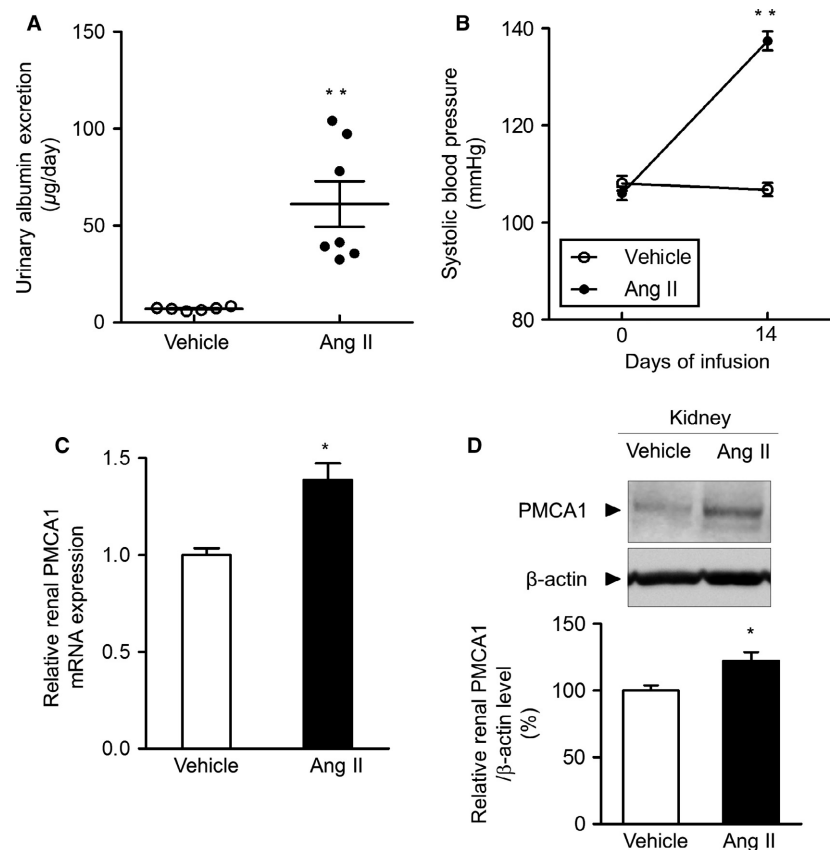 A
Urinary albumin excretion
(µg/day)
150
100
50
0
* *
Vehicle
Ang II
B
Systolic blood pressure
(mmHg)
140
120
100
80
* *
Vehicle
Ang II
0
14
Days of infusion
C
Relative renal PMCA1
mRNA expression
1.5
1.0
0.5
0.0
*
Vehicle
Ang II
D
Kidney
Vehicle
Ang II
PMCA1
β-actin
Relative renal PMCA1
/β-actin level
(%)
150
100
50
0
*
Vehicle
Ang II